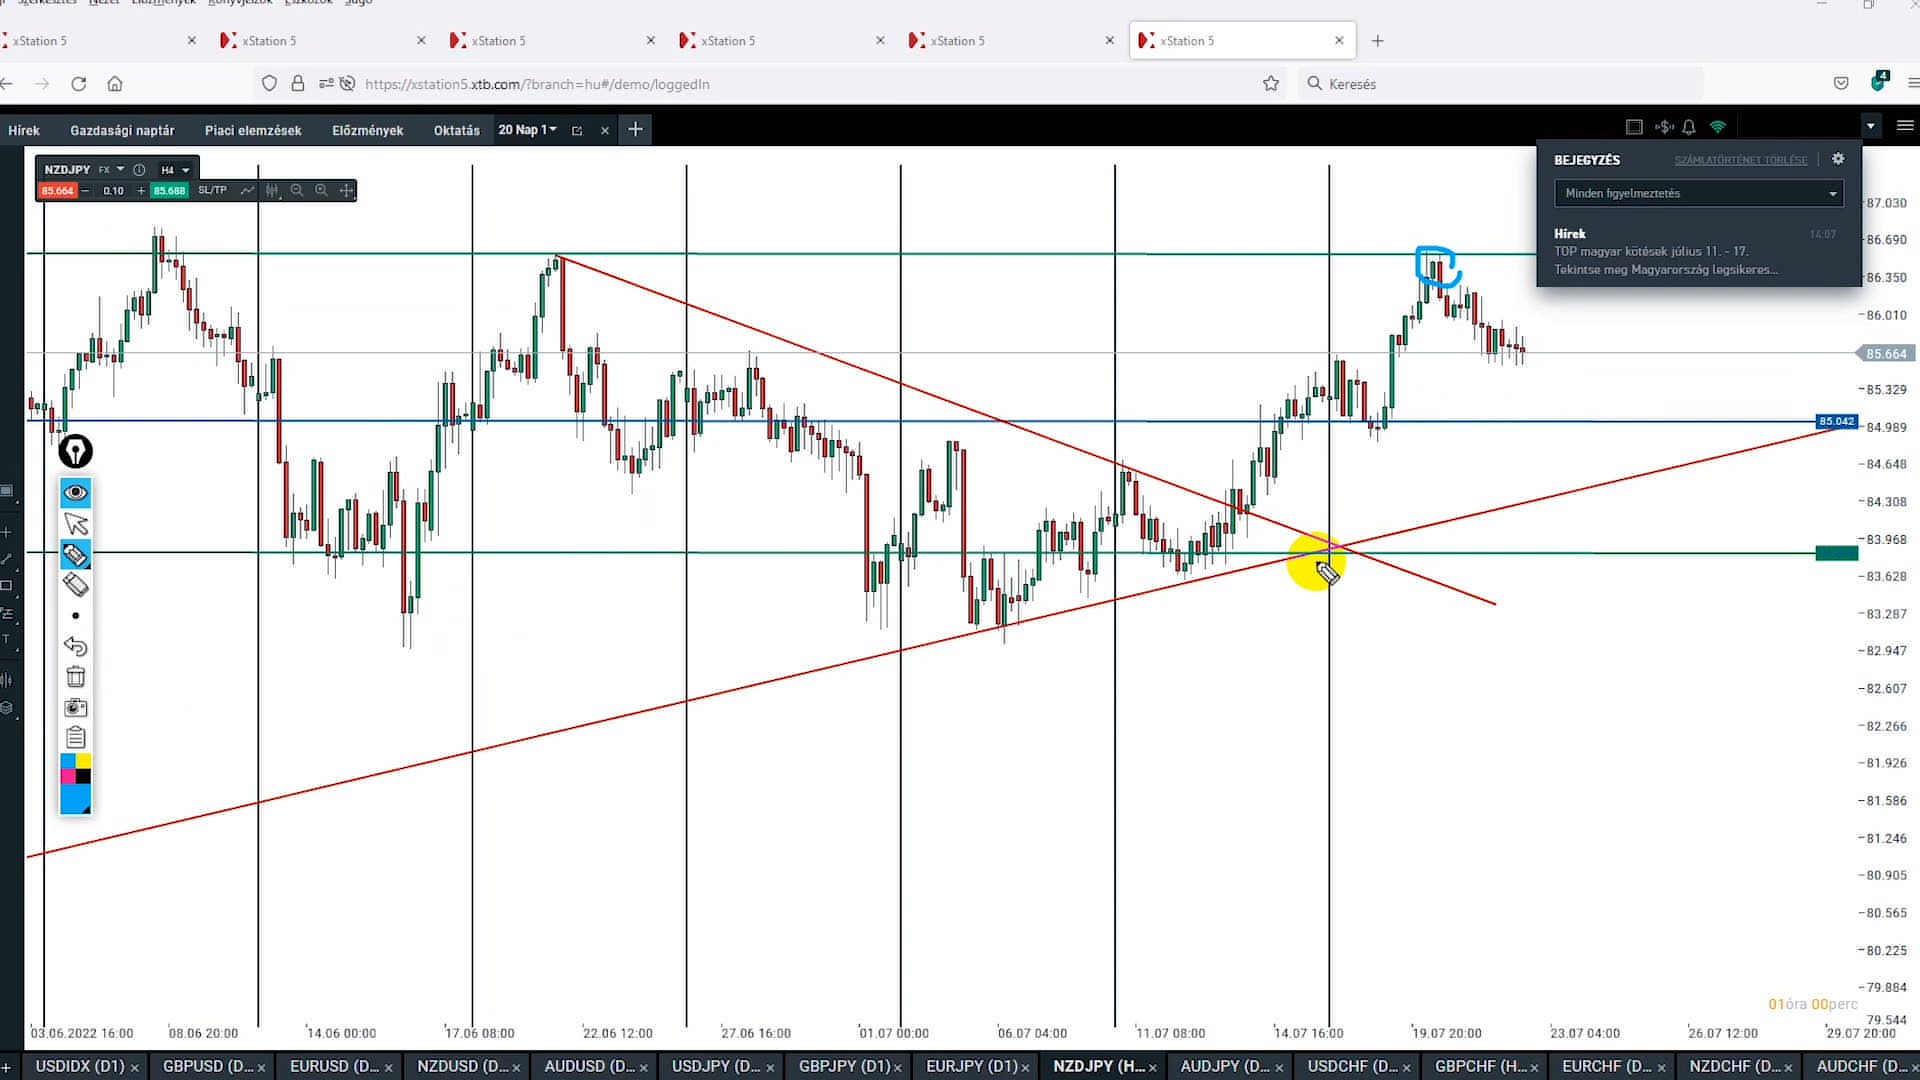 Szerkesztés Nézet Előzmények Könyvjelzők Eszközök Súgó
xStation 5 xStation 5 xStation 5 xStation 5 xStation 5 xStation 5
https://xstation5.xtb.com/?branch=hu#/demo/loggedIn
Keresés
4
Hírek Gazdasági naptár Piaci elemzések Előzmények Oktatás 20 Nap 1
NZDJPY FX H4
85.664 0.10 85.688 SL/TP
BEJEGYZÉS SZÁMLATÖRTÉNET TÖRLÉSE
Minden figyelmeztetés
Hírek 14:07
TOP magyar kötések július 11. - 17.
Tekintse meg Magyarország legsikeres...
87.030
86.690
86.350
86.010
85.664
85.329
85.042
84.989
84.648
84.308
83.968
83.628
83.287
82.947
82.607
82.266
81.926
81.586
81.246
80.905
80.565
80.225
79.884
79.544
01óra 00perc
03.06.2022 16:00 08.06 20:00 14.06 00:00 17.06 08:00 22.06 12:00 27.06 16:00 01.07 00:00 06.07 04:00 11.07 08:00 14.07 16:00 19.07 20:00 23.07 04:00 26.07 12:00 29.07 20:00
USDIDX (D1) GBPUSD (D... EURUSD (D... NZDUSD (D... AUDUSD (D... USDJPY (D... GBPJPY (D1) EURJPY (D1) NZDJPY (H... AUDJPY (D... USDCHF (D... GBPCHF (H... EURCHF (D... NZDCHF (D... AUDCHF (D...